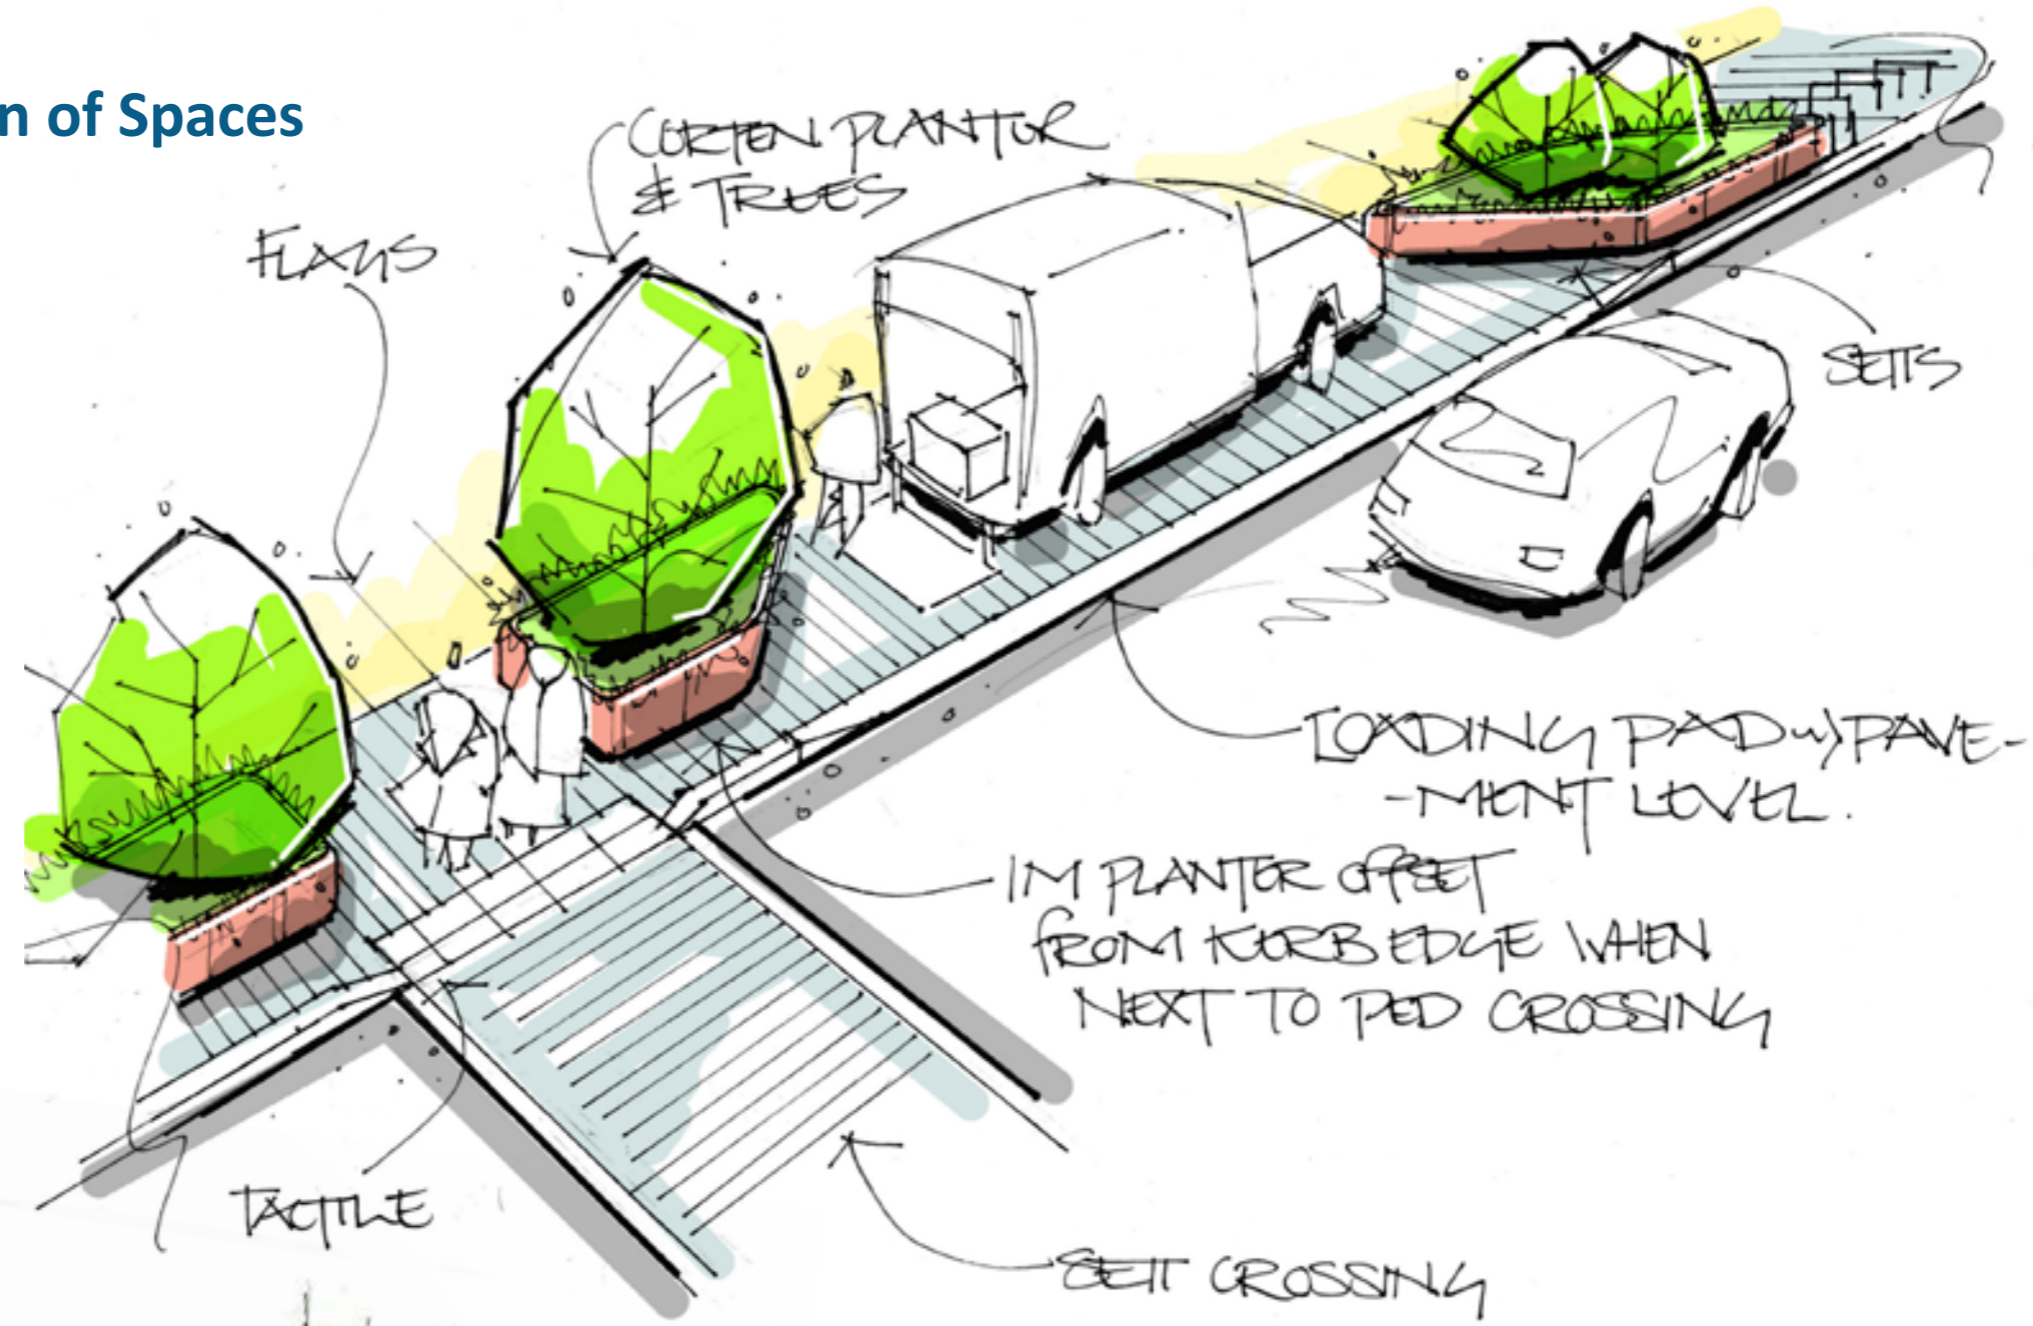 n of Spaces
CORTEN PLANTOR
& TREES
FLAGS
SETTS
LOADING PAD w) PAVE-
-MENT LEVEL.
1M PLANTER OFFSET
FROM KERB EDGE WHEN
NEXT TO PED CROSSING
TACTILE
SETT CROSSING